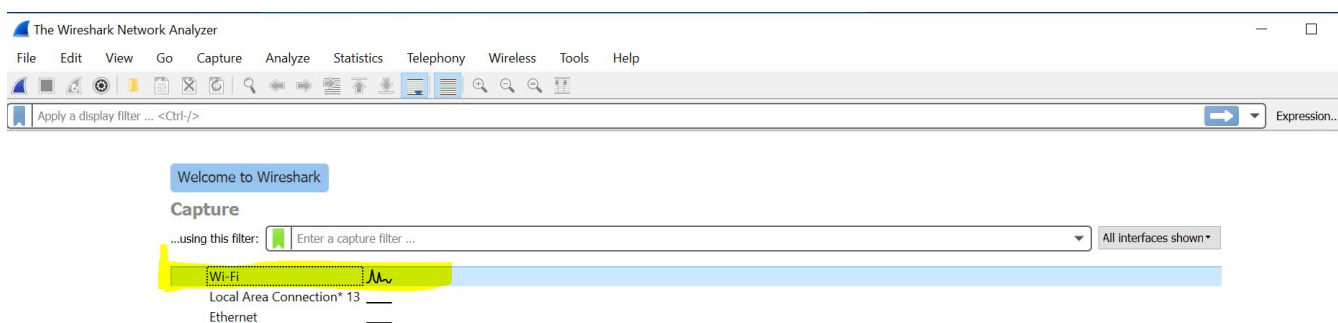 The Wireshark Network Analyzer
File Edit View Go Capture Analyze Statistics Telephony Wireless Tools Help
Apply a display filter ... <Ctrl-/>
Expression...
Welcome to Wireshark
Capture
...using this filter: Enter a capture filter ... All interfaces shown
Wi-Fi
Local Area Connection* 13
Ethernet